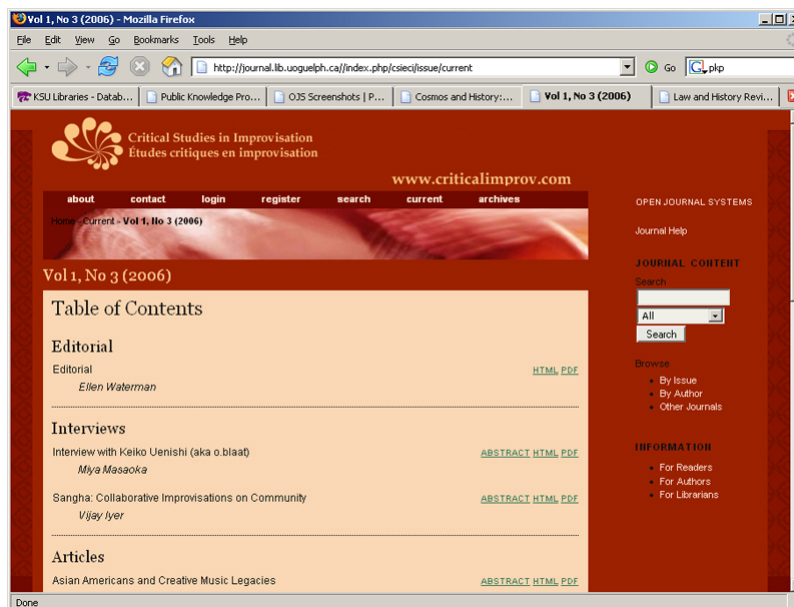 Vol 1, No 3 (2006) - Mozilla Firefox
File Edit View Go Bookmarks Tools Help
http://journal.lib.uoguelph.ca//index.php/csieci/issue/current Go G pkp
KSU Libraries - Datab... Public Knowledge Pro... OJS Screenshots | P... Cosmos and History:... Vol 1, No 3 (2006) Law and History Revi...
Critical Studies in Improvisation
Études critiques en improvisation
www.criticalimprov.com
about contact login register search current archives
Home > Current > Vol 1, No 3 (2006)
Vol 1, No 3 (2006)
Table of Contents
Editorial
Editorial HTML PDF
Ellen Waterman
Interviews
Interview with Keiko Uenishi (aka o.blaat) ABSTRACT HTML PDF
Miya Masaoka
Sangha: Collaborative Improvisations on Community ABSTRACT HTML PDF
Vijay Iyer
Articles
Asian Americans and Creative Music Legacies ABSTRACT HTML PDF
OPEN JOURNAL SYSTEMS
Journal Help
JOURNAL CONTENT
Search
All
Search
Browse
By Issue
By Author
Other Journals
INFORMATION
For Readers
For Authors
For Librarians
Done